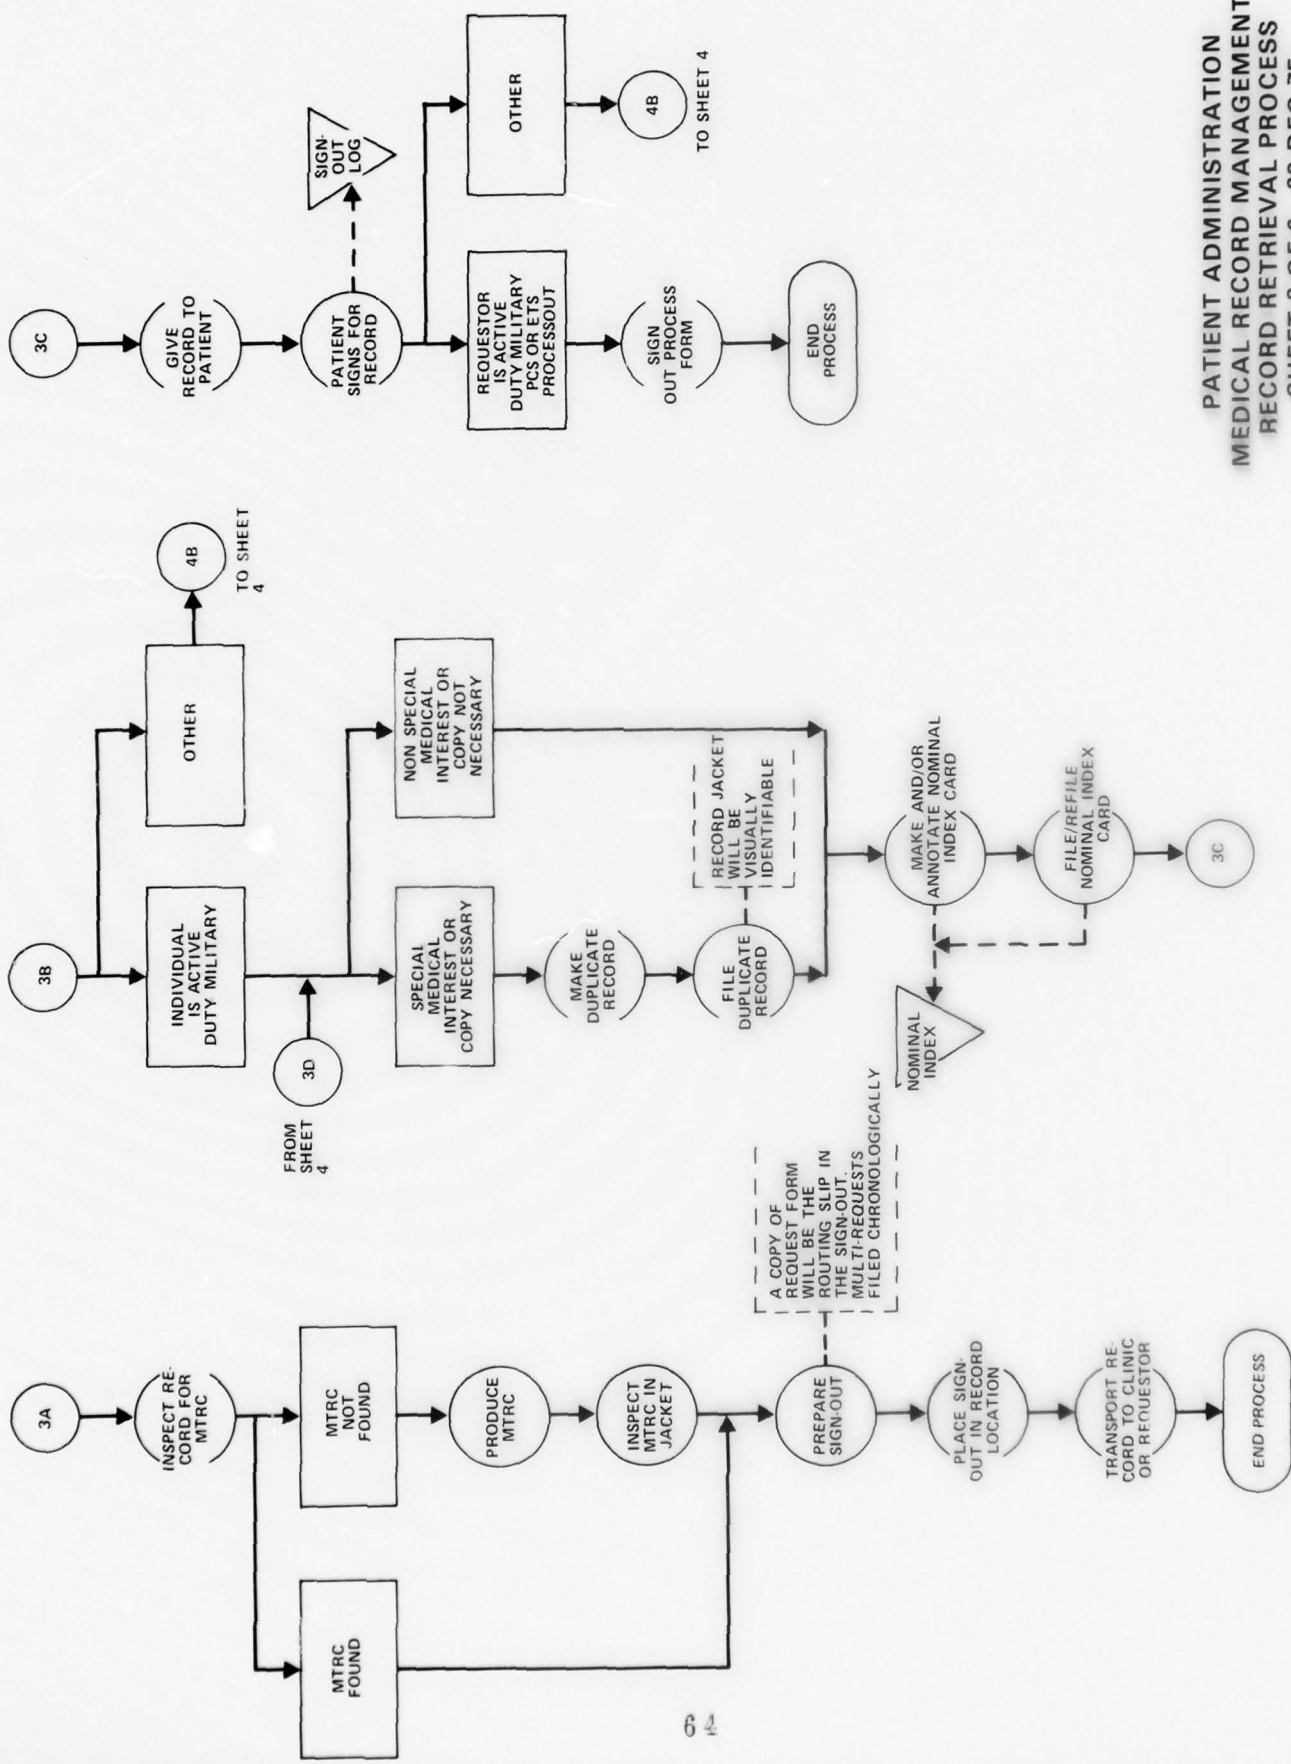 3A
INSPECT RE-
CORD FOR
MTRC
MTRC
FOUND
MTRC
NOT
FOUND
PRODUCE
MTRC
INSPECT
MTRC IN
JACKET
PREPARE
SIGN-OUT
A COPY OF
REQUEST FORM
WILL BE THE
ROUTING SLIP IN
THE SIGN-OUT.
MULTI-REQUESTS
FILED CHRONOLOGICALLY
PLACE SIGN-
OUT IN RECORD
LOCATION
TRANSPORT RE-
CORD TO CLINIC
OR REQUESTOR
END PROCESS
3B
INDIVIDUAL
IS ACTIVE
DUTY MILITARY
OTHER
4B
TO SHEET
4
FROM
SHEET
4
3D
SPECIAL
MEDICAL
INTEREST OR
COPY NECESSARY
NON SPECIAL
MEDICAL
INTEREST OR
COPY NOT
NECESSARY
MAKE
DUPLICATE
RECORD
FILE
DUPLICATE
RECORD
RECORD JACKET
WILL BE
VISUALLY
IDENTIFIABLE
MAKE AND/OR
ANNOTATE NOMINAL
INDEX CARD
NOMINAL
INDEX
FILE/REFILE
NOMINAL INDEX
CARD
3C
3C
GIVE
RECORD TO
PATIENT
PATIENT
SIGNS FOR
RECORD
SIGN-
OUT
LOG
REQUESTOR
IS ACTIVE
DUTY MILITARY
PCS OR ETS
PROCESSOUT
OTHER
4B
TO SHEET 4
SIGN
OUT PROCESS
FORM
END
PROCESS
PATIENT ADMINISTRATION
MEDICAL RECORD MANAGEMENT
RECORD RETRIEVAL PROCESS
64